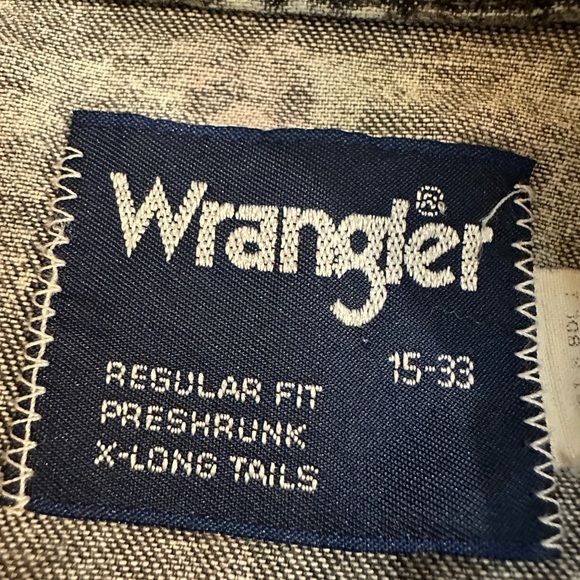 Wrangler®
15-33
REGULAR FIT
PRESHRUNK
X-LONG TAILS